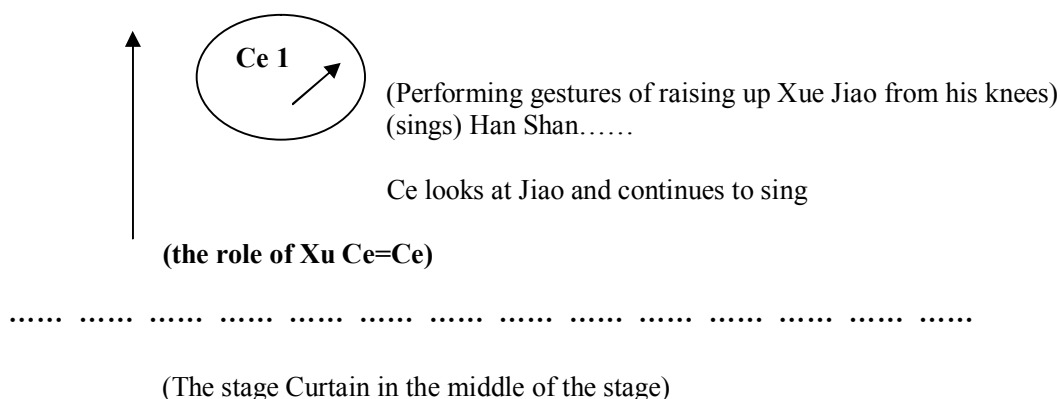 Ce 1
(Performing gestures of raising up Xue Jiao from his knees)
(sings) Han Shan……
Ce looks at Jiao and continues to sing
(the role of Xu Ce=Ce)
…… …… …… …… …… …… …… …… …… …… …… …… …… ……
(The stage Curtain in the middle of the stage)